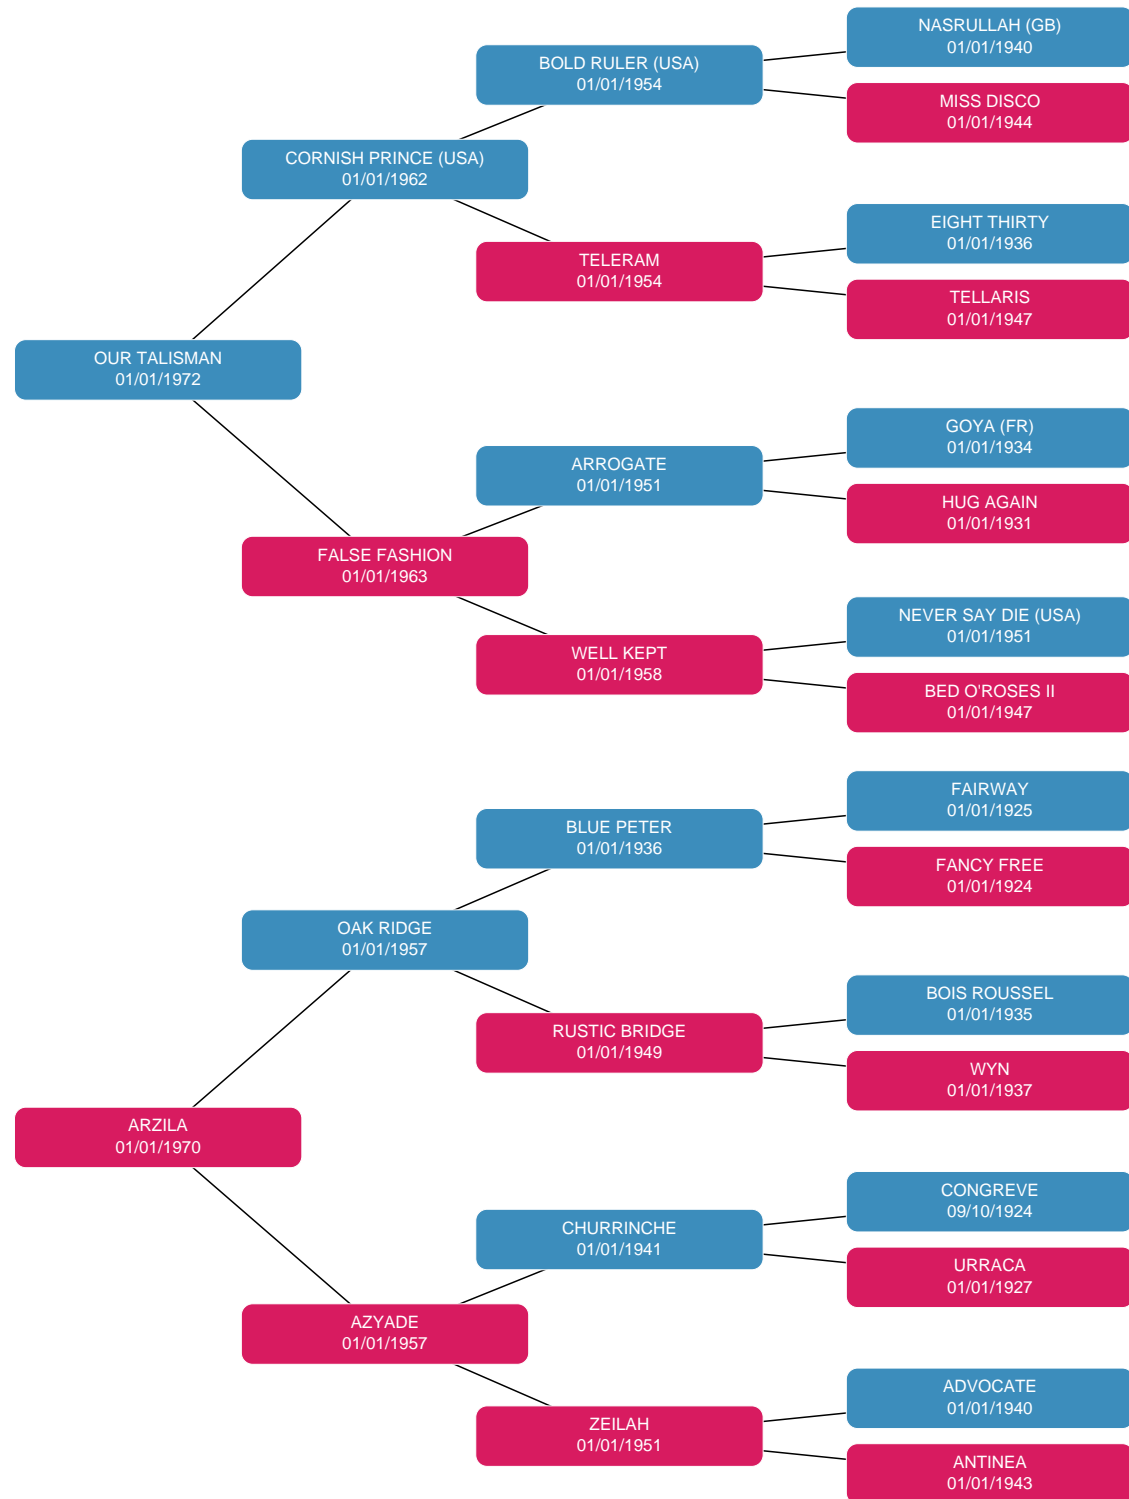 NASRULLAH (GB)
01/01/1940
BOLD RULER (USA)
01/01/1954
MISS DISCO
01/01/1944
CORNISH PRINCE (USA)
01/01/1962
EIGHT THIRTY
01/01/1936
TELERAM
01/01/1954
TELLARIS
01/01/1947
OUR TALISMAN
01/01/1972
GOYA (FR)
01/01/1934
ARROGATE
01/01/1951
HUG AGAIN
01/01/1931
FALSE FASHION
01/01/1963
NEVER SAY DIE (USA)
01/01/1951
WELL KEPT
01/01/1958
BED O'ROSES II
01/01/1947
FAIRWAY
01/01/1925
BLUE PETER
01/01/1936
FANCY FREE
01/01/1924
OAK RIDGE
01/01/1957
BOIS ROUSSEL
01/01/1935
RUSTIC BRIDGE
01/01/1949
WYN
01/01/1937
ARZILA
01/01/1970
CONGREVE
09/10/1924
CHURRINCHE
01/01/1941
URRACA
01/01/1927
AZYADE
01/01/1957
ADVOCATE
01/01/1940
ZEILAH
01/01/1951
ANTINEA
01/01/1943